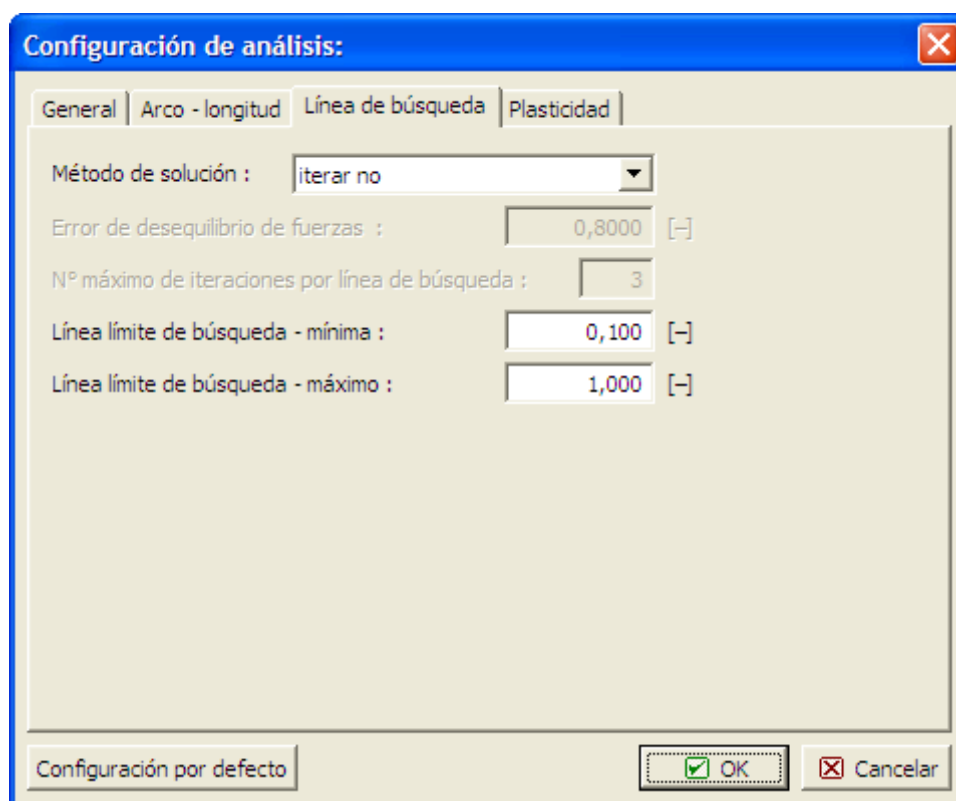 Configuración de análisis:
General Arco - longitud Línea de búsqueda Plasticidad
Método de solución : iterar no
Error de desequilibrio de fuerzas : 0,8000 [–]
Nº máximo de iteraciones por línea de búsqueda : 3
Línea límite de búsqueda - mínima : 0,100 [–]
Línea límite de búsqueda - máximo : 1,000 [–]
Configuración por defecto OK Cancelar